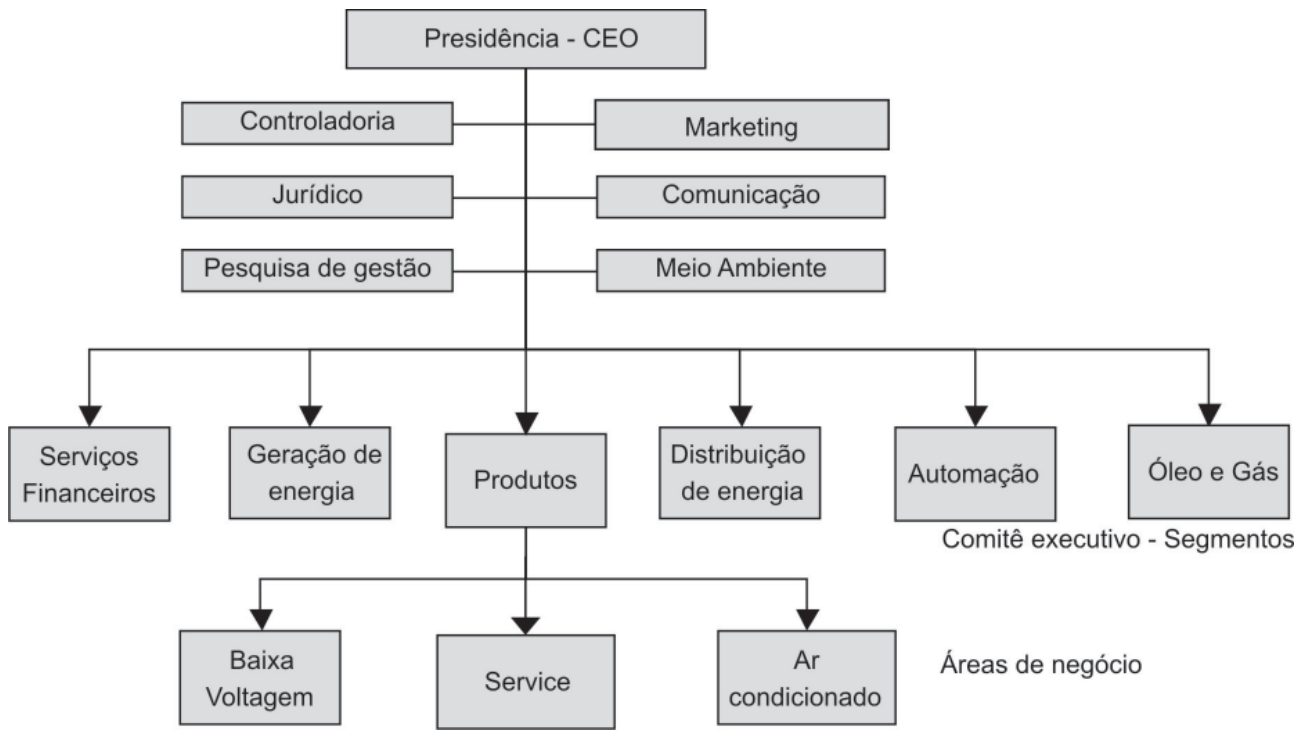 Presidência - CEO
Controladoria
Marketing
Jurídico
Comunicação
Pesquisa de gestão
Meio Ambiente
Serviços
Financeiros
Geração de
energia
Produtos
Distribuição
de energia
Automação
Óleo e Gás
Comitê executivo - Segmentos
Baixa
Voltagem
Service
Ar
condicionado
Áreas de negócio